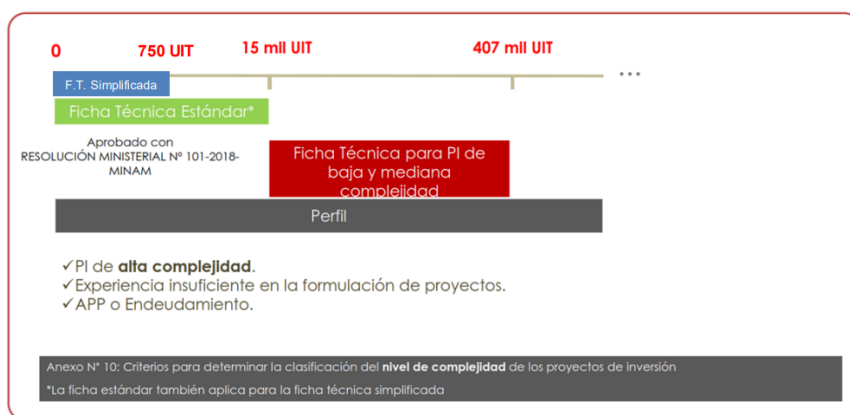 0
750 UIT
15 mil UIT
407 mil UIT
...
F.T. Simplificada
Ficha Técnica Estándar*
Aprobado con
RESOLUCIÓN MINISTERIAL Nº 101-2018-
MINAM
Ficha Técnica para PI de
baja y mediana
complejidad
Perfil
✓PI de alta complejidad.
✓Experiencia insuficiente en la formulación de proyectos.
✓APP o Endeudamiento.
Anexo N° 10: Criterios para determinar la clasificación del nivel de complejidad de los proyectos de inversión
*La ficha estándar también aplica para la ficha técnica simplificada